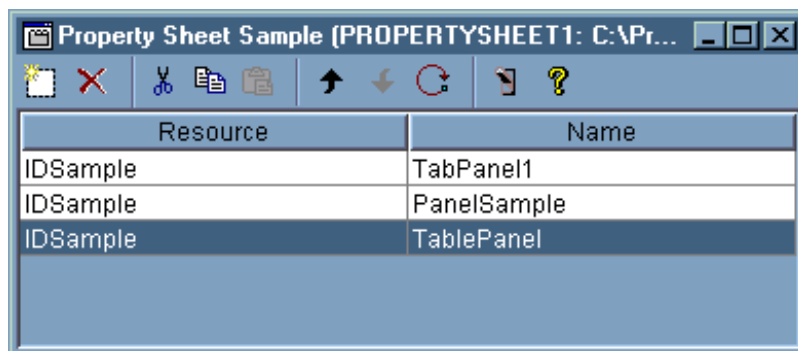 Property Sheet Sample (PROPERTYSHEET1: C:\Pr...
Resource Name
IDSample TabPanel1
IDSample PanelSample
IDSample TablePanel